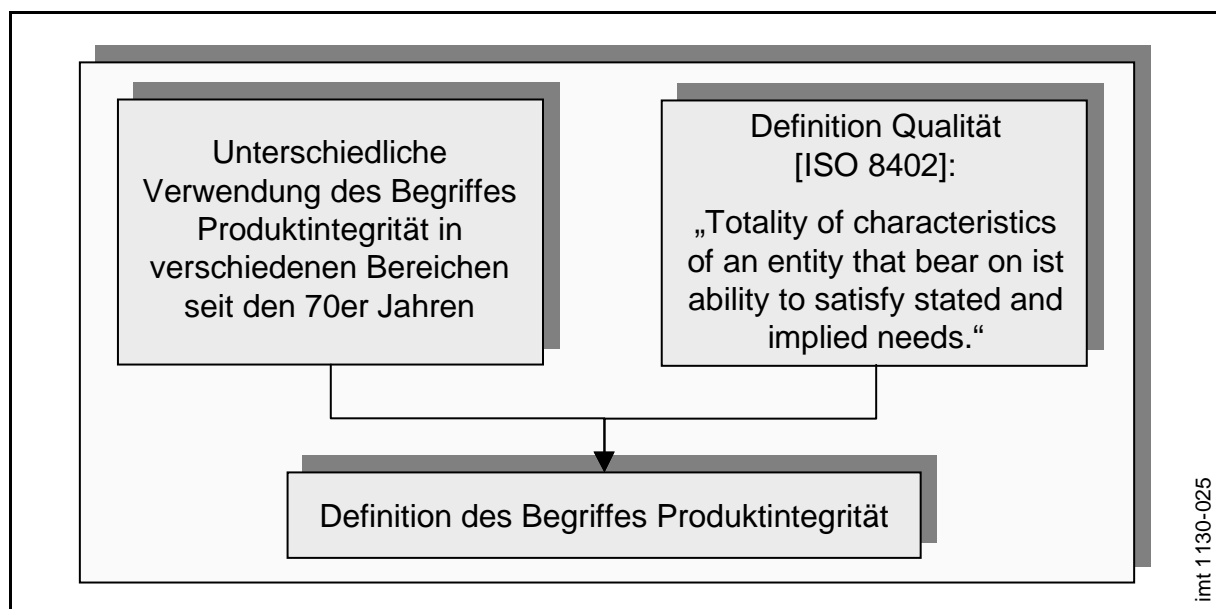 Unterschiedliche
Verwendung des Begriffes
Produktintegrität in
verschiedenen Bereichen
seit den 70er Jahren
Definition Qualität
[ISO 8402]:
„Totality of characteristics
of an entity that bear on ist
ability to satisfy stated and
implied needs.“
Definition des Begriffes Produktintegrität
imt 1130-025